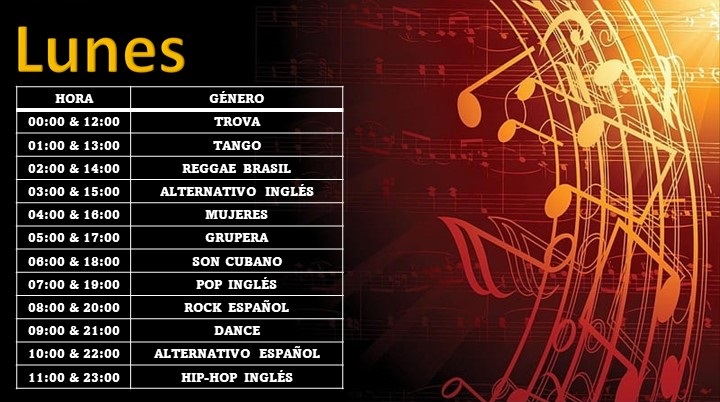 Lunes
HORA GÉNERO
00:00 & 12:00 TROVA
01:00 & 13:00 TANGO
02:00 & 14:00 REGGAE BRASIL
03:00 & 15:00 ALTERNATIVO INGLÉS
04:00 & 16:00 MUJERES
05:00 & 17:00 GRUPERA
06:00 & 18:00 SON CUBANO
07:00 & 19:00 POP INGLÉS
08:00 & 20:00 ROCK ESPAÑOL
09:00 & 21:00 DANCE
10:00 & 22:00 ALTERNATIVO ESPAÑOL
11:00 & 23:00 HIP-HOP INGLÉS